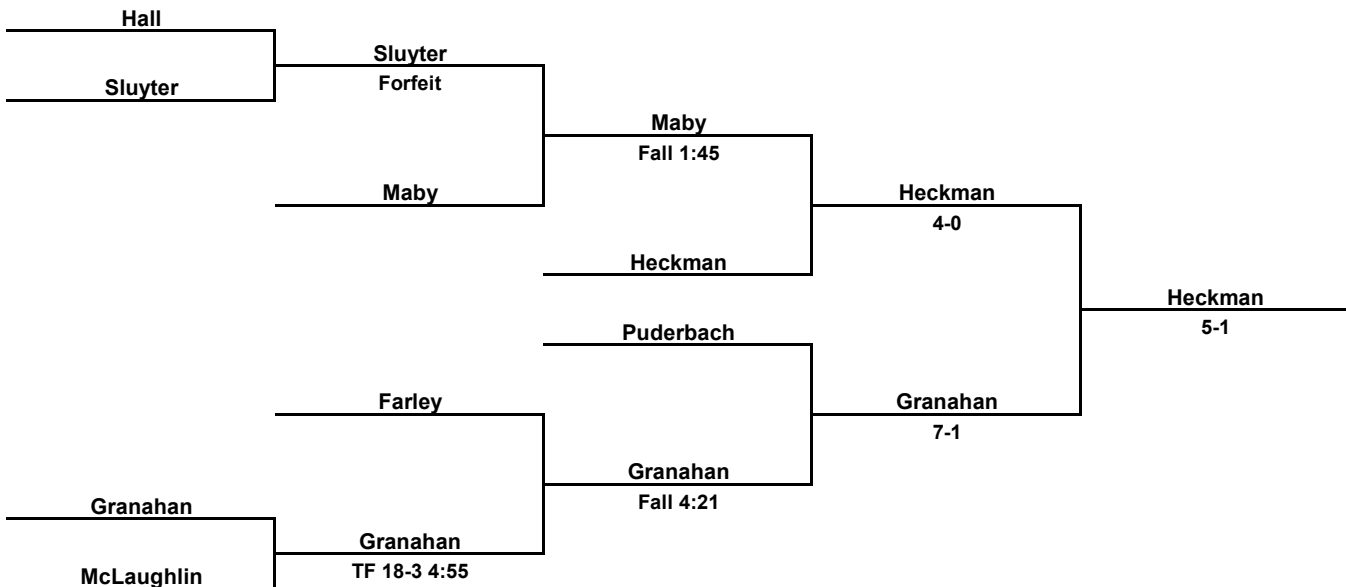 Hall
Sluyter
Forfeit
Sluyter
Maby
Fall 1:45
Maby
Heckman
4-0
Heckman
Heckman
5-1
Puderbach
Farley
Granahan
7-1
Granahan
Fall 4:21
Granahan
Granahan
TF 18-3 4:55
McLaughlin